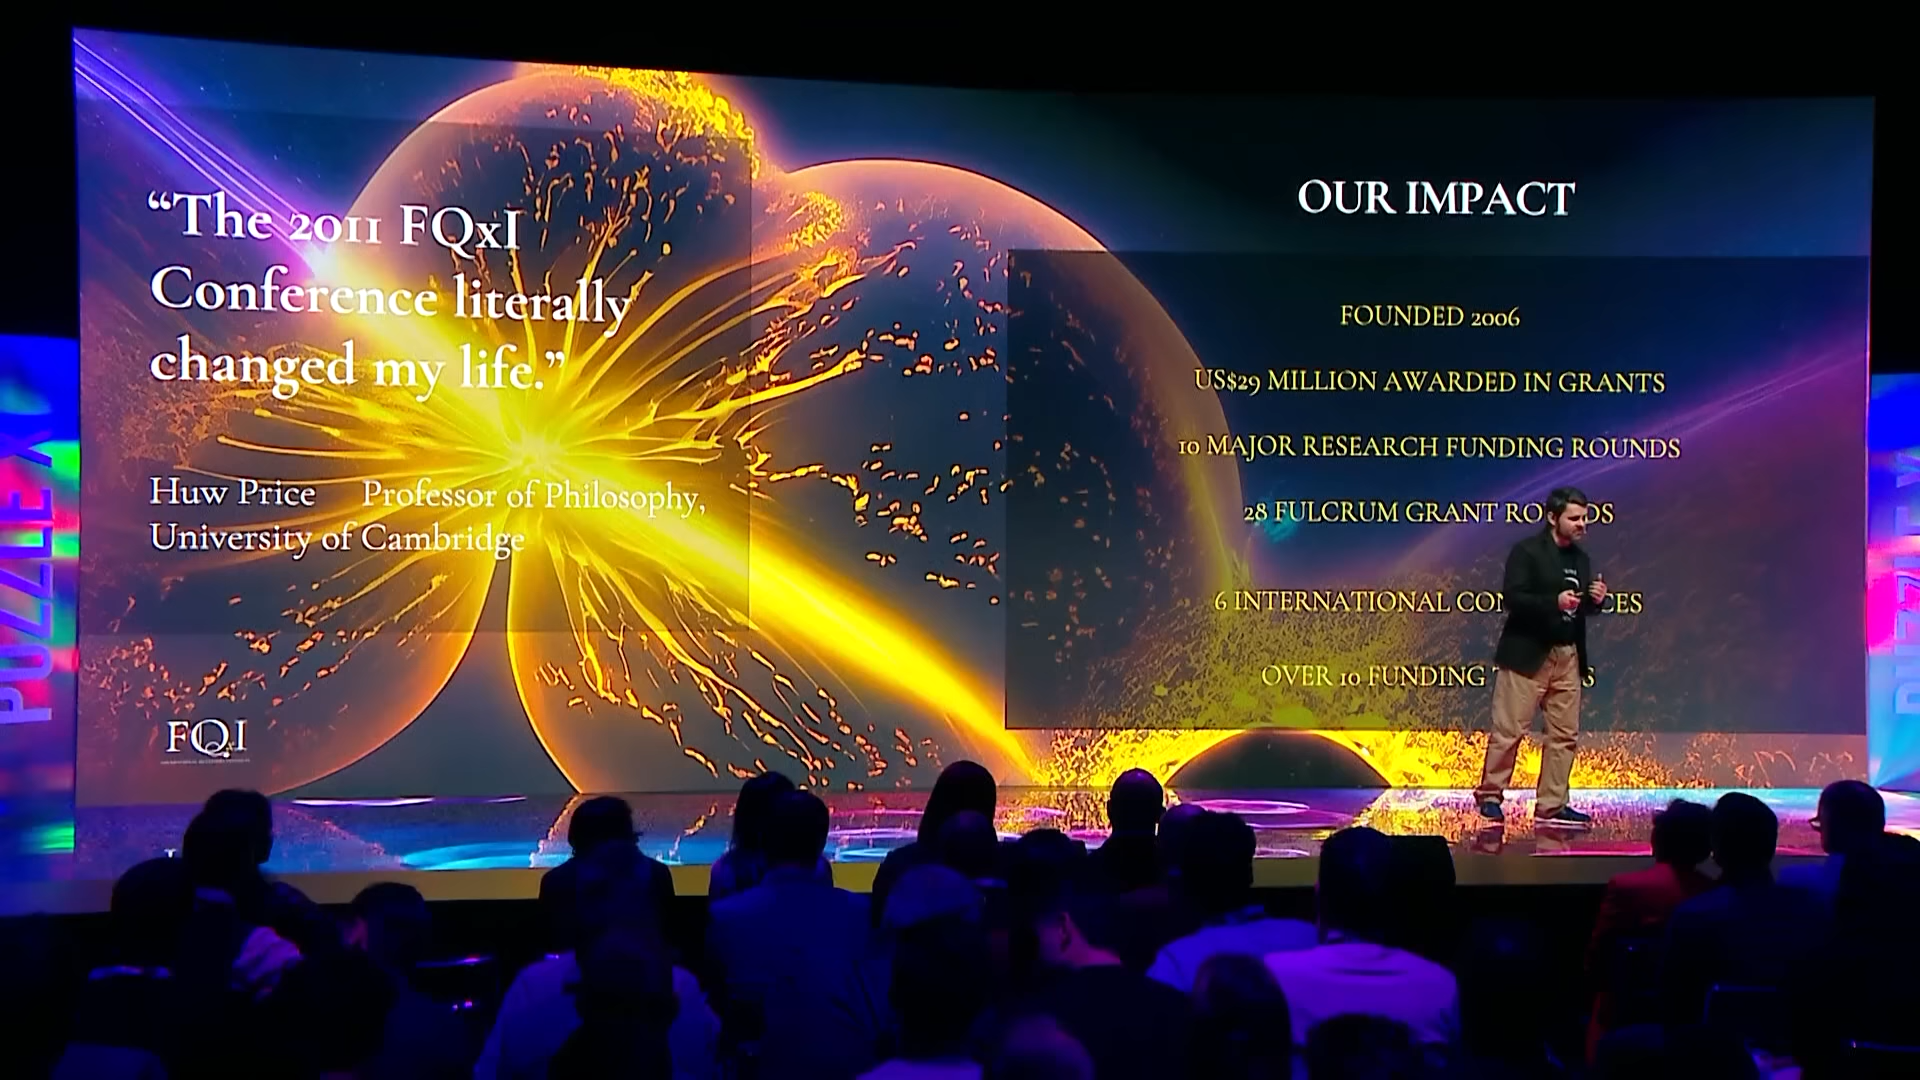 “The 2011 FQxI
Conference literally
changed my life.”
Huw Price Professor of Philosophy,
University of Cambridge
FQxI
OUR IMPACT
FOUNDED 2006
US$29 MILLION AWARDED IN GRANTS
10 MAJOR RESEARCH FUNDING ROUNDS
28 FULCRUM GRANT
6 INTERNATIONAL
OVER 10 FUNDING
PUZZLE X
PUZZLE X